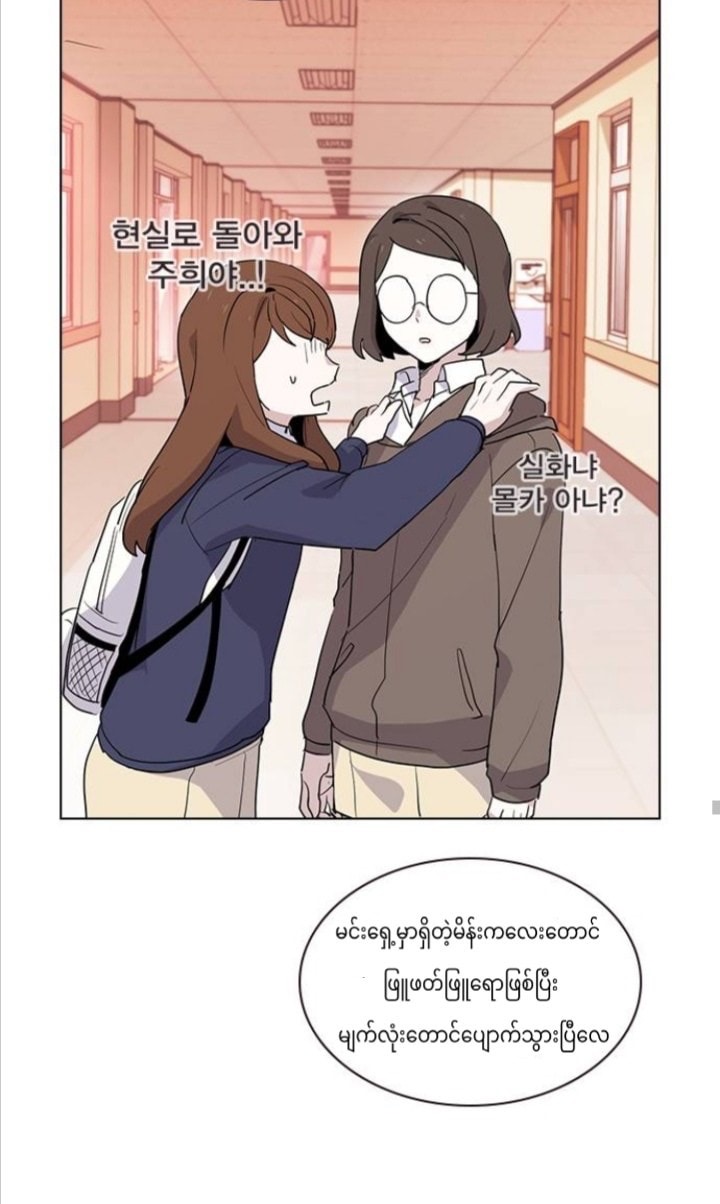 현실로 돌아와
주희야..!
실화냐
몰카 아냐?
မင်းရှေ့မှာရှိတဲ့မိန်းကလေးတောင်
ဖြူဖတ်ဖြူရောဖြစ်ပြီး
မျက်လုံးတောင်ပျောက်သွားပြီလေ